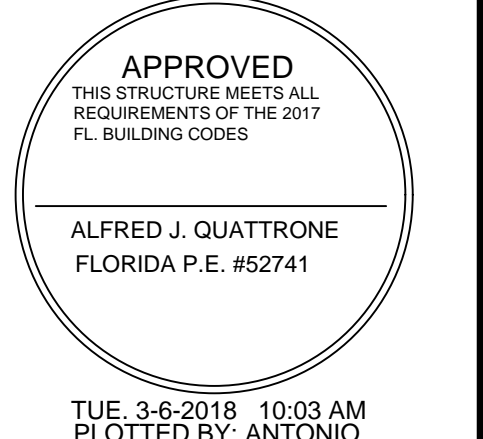 APPROVED
THIS STRUCTURE MEETS ALL
REQUIREMENTS OF THE 2017
FL. BUILDING CODES
ALFRED J. QUATTRONE
FLORIDA P.E. #52741
TUE. 3-6-2018 10:03 AM
PLOTTED BY: ANTONIO